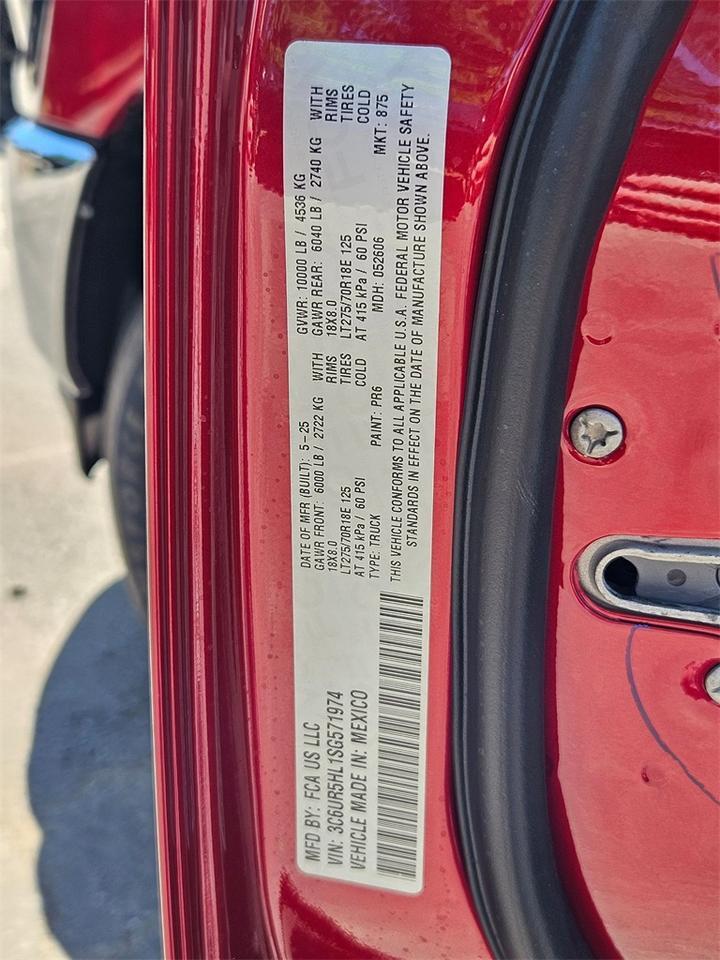 MFD BY: FCA US LLC
VIN: 3C6UR5HL1SG571974
VEHICLE MADE IN: MEXICO
DATE OF MFR (BUILT): 5-25 GVWR: 10000 LB / 4536 KG
GAWR FRONT: 6000 LB / 2722 KG WITH GAWR REAR: 6040 LB / 2740 KG WITH
18X8.0 RIMS 18X8.0 RIMS
LT275/70R18E 125 TIRES LT275/70R18E 125 TIRES
AT 415 kPa / 60 PSI COLD AT 415 kPa / 60 PSI COLD
TYPE: TRUCK PAINT: PR6 MDH: 052606 MKT: 875
THIS VEHICLE CONFORMS TO ALL APPLICABLE U.S.A. FEDERAL MOTOR VEHICLE SAFETY
STANDARDS IN EFFECT ON THE DATE OF MANUFACTURE SHOWN ABOVE.